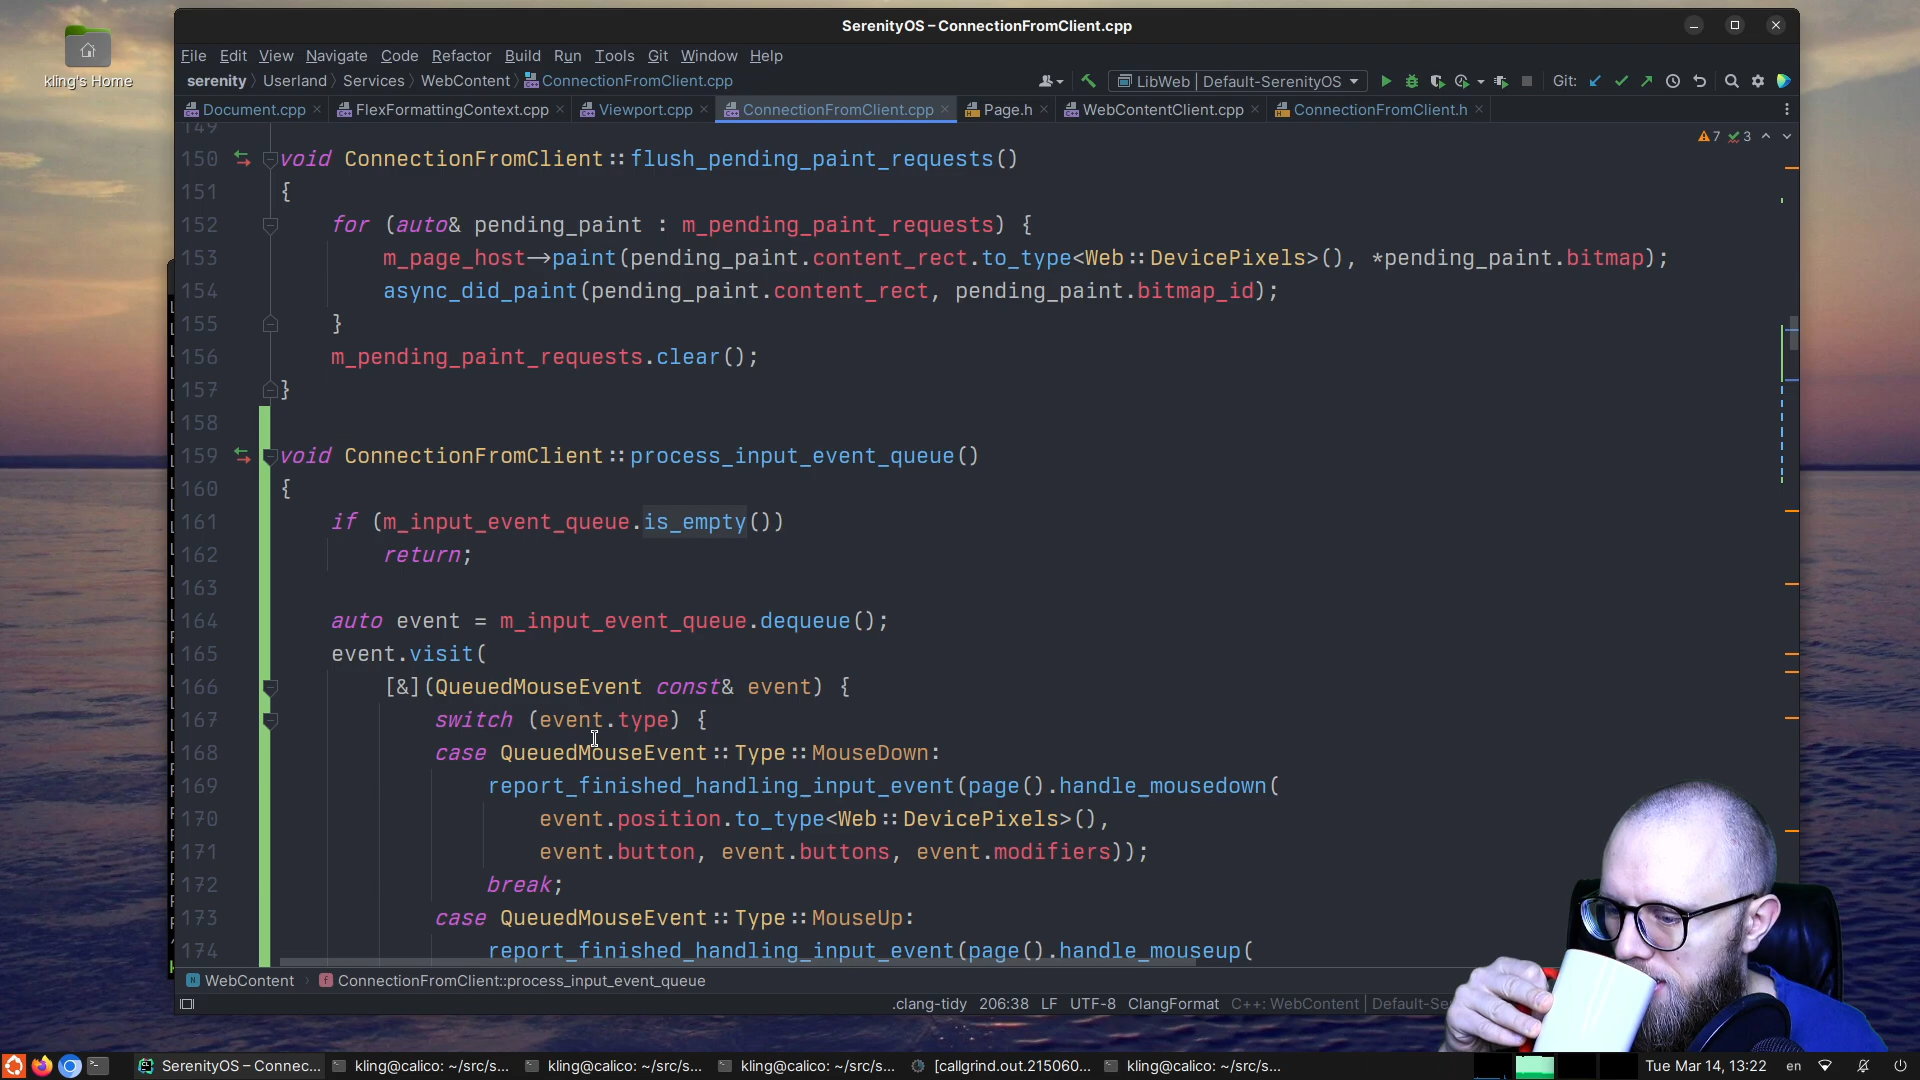 kling's Home
SerenityOS – ConnectionFromClient.cpp
File Edit View Navigate Code Refactor Build Run Tools Git Window Help
serenity Userland Services WebContent ConnectionFromClient.cpp
LibWeb | Default-SerenityOS
Git:
Document.cpp FlexFormattingContext.cpp Viewport.cpp ConnectionFromClient.cpp Page.h WebContentClient.cpp ConnectionFromClient.h
7 3
149
150 void ConnectionFromClient::flush_pending_paint_requests()
151 {
152 for (auto& pending_paint : m_pending_paint_requests) {
153 m_page_host->paint(pending_paint.content_rect.to_type<Web::DevicePixels>(), *pending_paint.bitmap);
154 async_did_paint(pending_paint.content_rect, pending_paint.bitmap_id);
155 }
156 m_pending_paint_requests.clear();
157 }
158
159 void ConnectionFromClient::process_input_event_queue()
160 {
161 if (m_input_event_queue.is_empty())
162 return;
163
164 auto event = m_input_event_queue.dequeue();
165 event.visit(
166 [&](QueuedMouseEvent const& event) {
167 switch (event.type) {
168 case QueuedMouseEvent::Type::MouseDown:
169 report_finished_handling_input_event(page().handle_mousedown(
170 event.position.to_type<Web::DevicePixels>(),
171 event.button, event.buttons, event.modifiers));
172 break;
173 case QueuedMouseEvent::Type::MouseUp:
174 report_finished_handling_input_event(page().handle_mouseup(
WebContent ConnectionFromClient::process_input_event_queue
.clang-tidy 206:38 LF UTF-8 ClangFormat C++: WebContent | Default-Se
SerenityOS – Connec... kling@calico: ~/src/s... kling@calico: ~/src/s... kling@calico: ~/src/s... [callgrind.out.215060... kling@calico: ~/src/s...
Tue Mar 14, 13:22 en